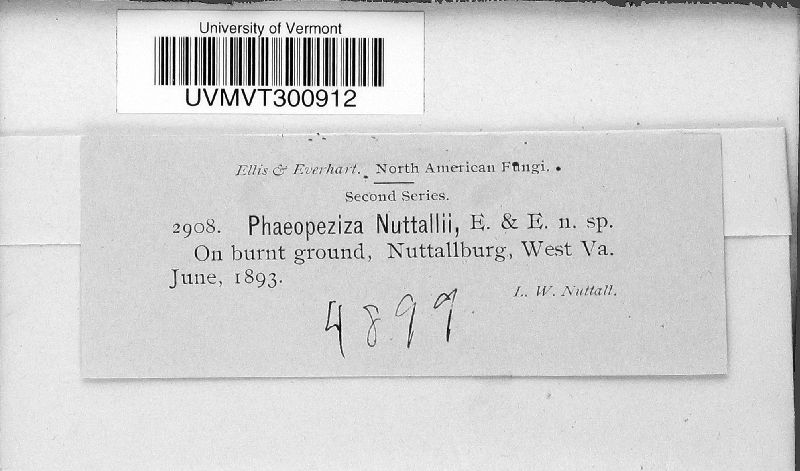 University of Vermont
UVMVT300912
Ellis & Everhart. North American Fungi.
Second Series.
2908. Phaeopeziza Nuttallii, E. & E. n. sp.
On burnt ground, Nuttallburg, West Va.
June, 1893.
L. W. Nuttall.
4899